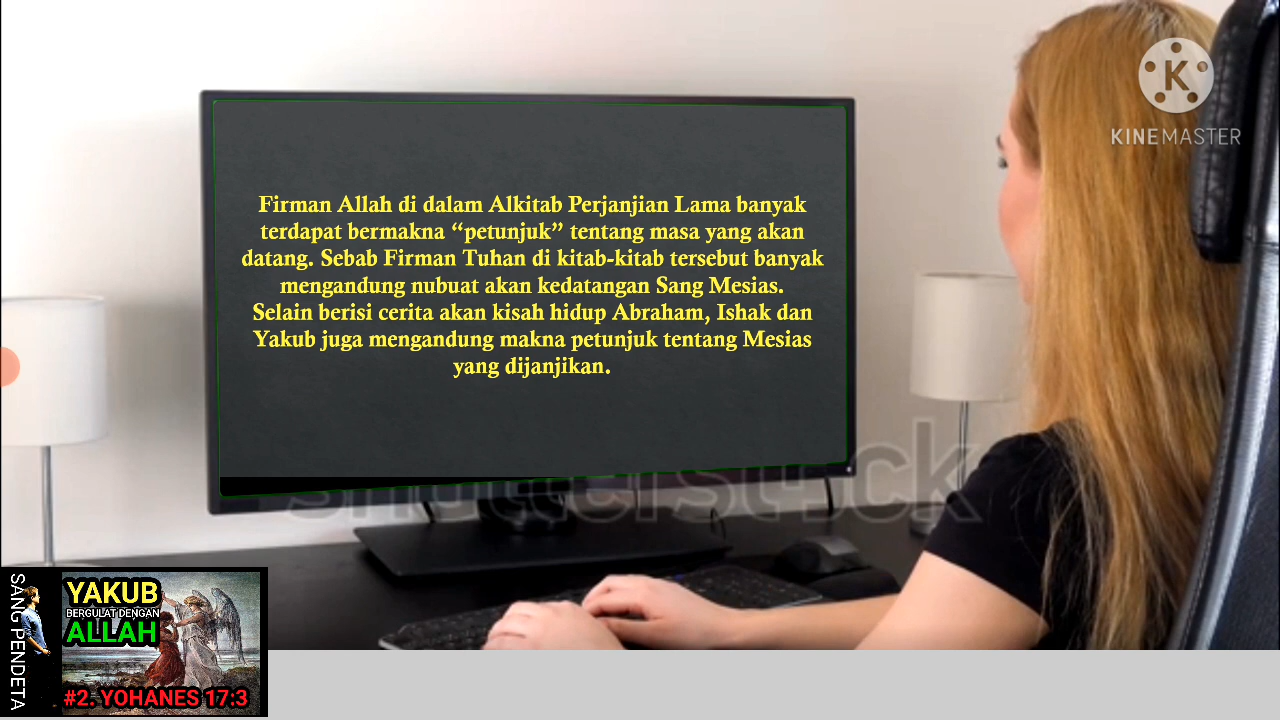 KINEMASTER
Firman Allah di dalam Alkitab Perjanjian Lama banyak
terdapat bermakna “petunjuk” tentang masa yang akan
datang. Sebab Firman Tuhan di kitab-kitab tersebut banyak
mengandung nubuat akan kedatangan Sang Mesias.
Selain berisi cerita akan kisah hidup Abraham, Ishak dan
Yakub juga mengandung makna petunjuk tentang Mesias
yang dijanjikan.
shutterstock
SANG PENDETA
YAKUB
BERGULAT DENGAN
ALLAH
#2. YOHANES 17:3